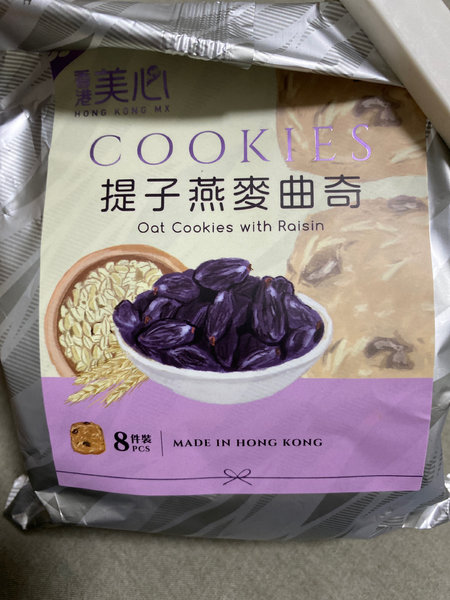 香港
美心
HONG KONG MX
COOKIES
提子燕麥曲奇
Oat Cookies with Raisin
8件裝
PCS
MADE IN HONG KONG